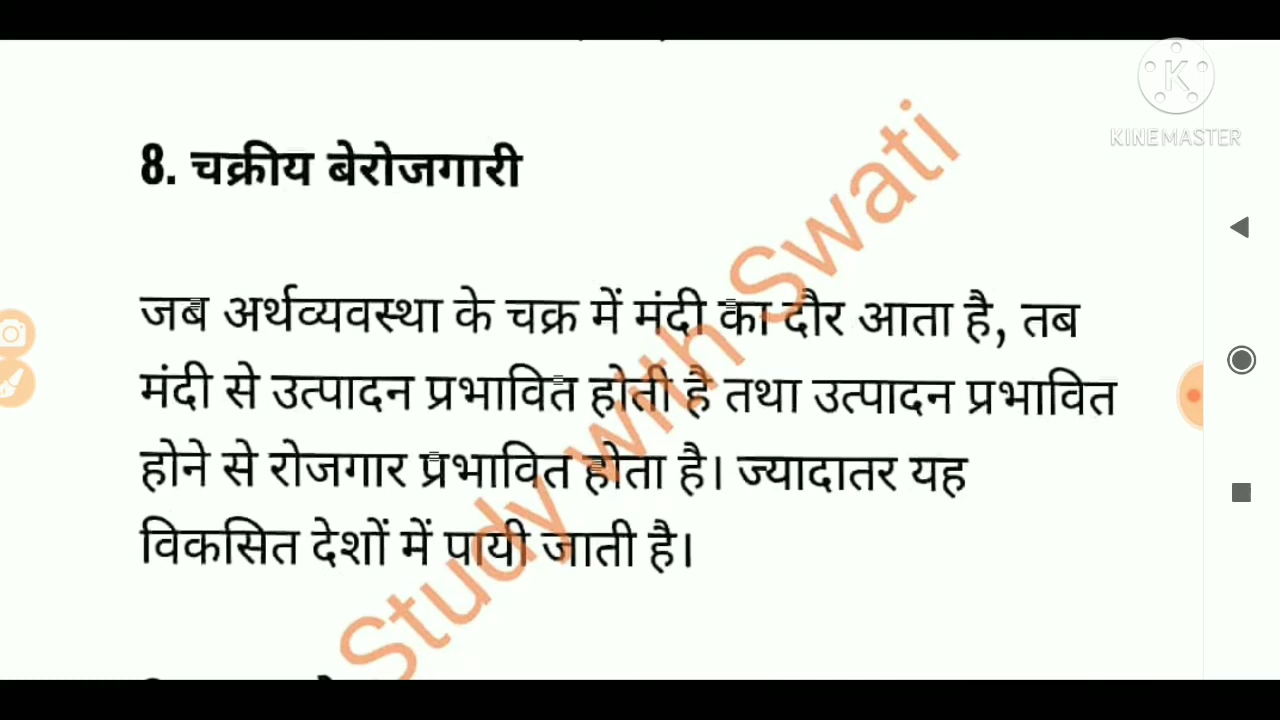 KINEMASTER
8. चक्रीय बेरोजगारी
जब अर्थव्यवस्था के चक्र में मंदी का दौर आता है, तब
मंदी से उत्पादन प्रभावित होती है तथा उत्पादन प्रभावित
होने से रोजगार प्रभावित होता है। ज्यादातर यह
विकसित देशों में पायी जाती है।
Study with Swati